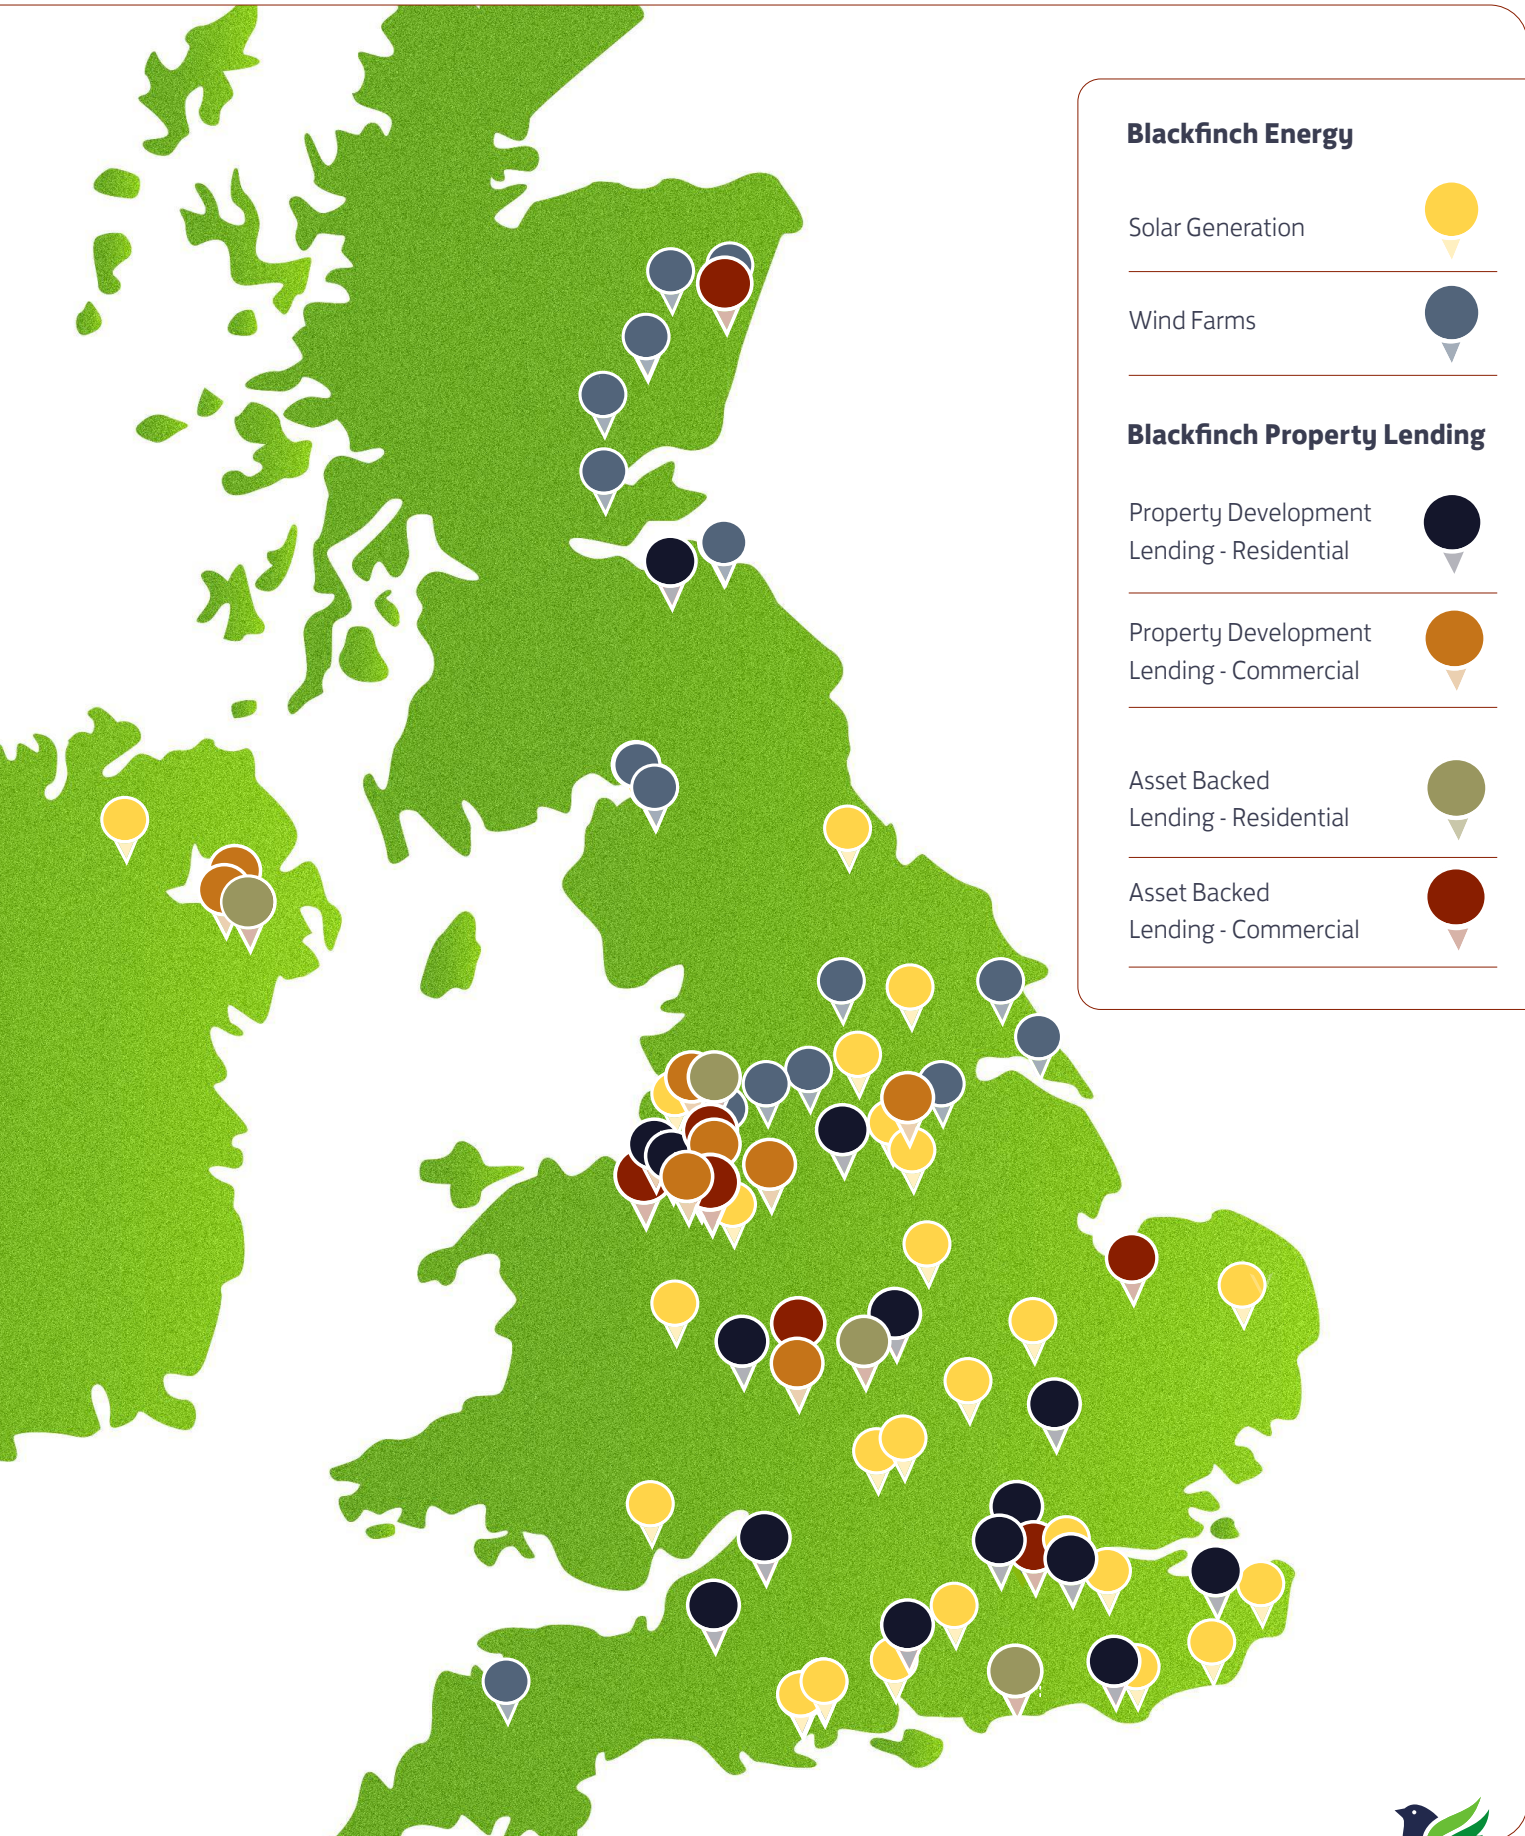 Blackfinch Energy
Solar Generation
Wind Farms
Blackfinch Property Lending
Property Development
Lending - Residential
Property Development
Lending - Commercial
Asset Backed
Lending - Residential
Asset Backed
Lending - Commercial